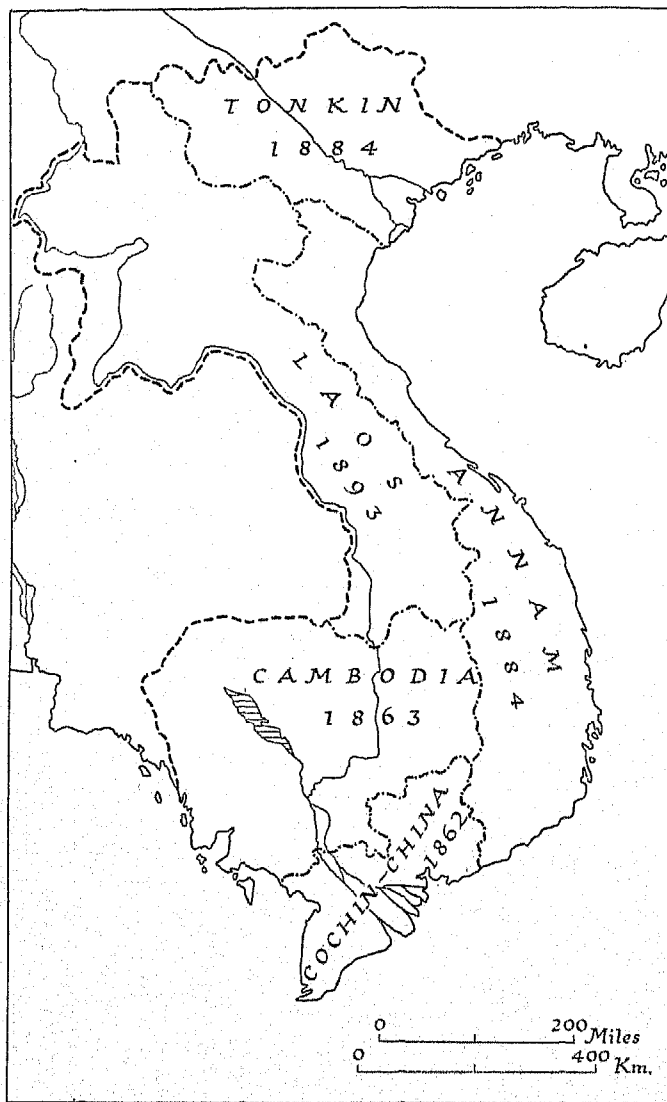 TONKIN
1884
LAOS
1893
ANNAM
1884
CAMBODIA
1863
COCHIN-CHINA
1862
0 200 Miles
0 400 Km.